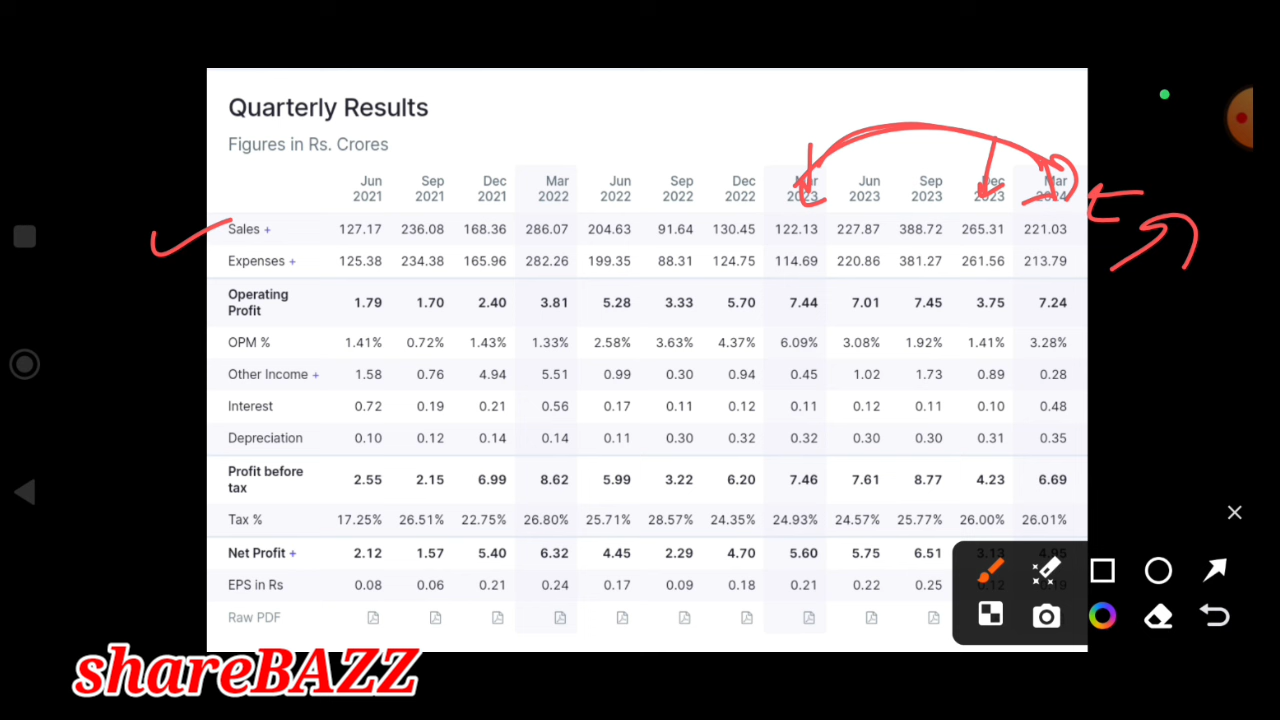 Quarterly Results
Figures in Rs. Crores
Jun 2021 Sep 2021 Dec 2021 Mar 2022 Jun 2022 Sep 2022 Dec 2022 Mar 2023 Jun 2023 Sep 2023 Dec 2023 Mar 2024
Sales + 127.17 236.08 168.36 286.07 204.63 91.64 130.45 122.13 227.87 388.72 265.31 221.03
Expenses + 125.38 234.38 165.96 282.26 199.35 88.31 124.75 114.69 220.86 381.27 261.56 213.79
Operating Profit 1.79 1.70 2.40 3.81 5.28 3.33 5.70 7.44 7.01 7.45 3.75 7.24
OPM % 1.41% 0.72% 1.43% 1.33% 2.58% 3.63% 4.37% 6.09% 3.08% 1.92% 1.41% 3.28%
Other Income + 1.58 0.76 4.94 5.51 0.99 0.30 0.94 0.45 1.02 1.73 0.89 0.28
Interest 0.72 0.19 0.21 0.56 0.17 0.11 0.12 0.11 0.12 0.11 0.10 0.48
Depreciation 0.10 0.12 0.14 0.14 0.11 0.30 0.32 0.32 0.30 0.30 0.31 0.35
Profit before tax 2.55 2.15 6.99 8.62 5.99 3.22 6.20 7.46 7.61 8.77 4.23 6.69
Tax % 17.25% 26.51% 22.75% 26.80% 25.71% 28.57% 24.35% 24.93% 24.57% 25.77% 26.00% 26.01%
Net Profit + 2.12 1.57 5.40 6.32 4.45 2.29 4.70 5.60 5.75 6.51 3.13 4.95
EPS in Rs 0.08 0.06 0.21 0.24 0.17 0.09 0.18 0.21 0.22 0.25 0.12 0.19
Raw PDF
shareBAZZ